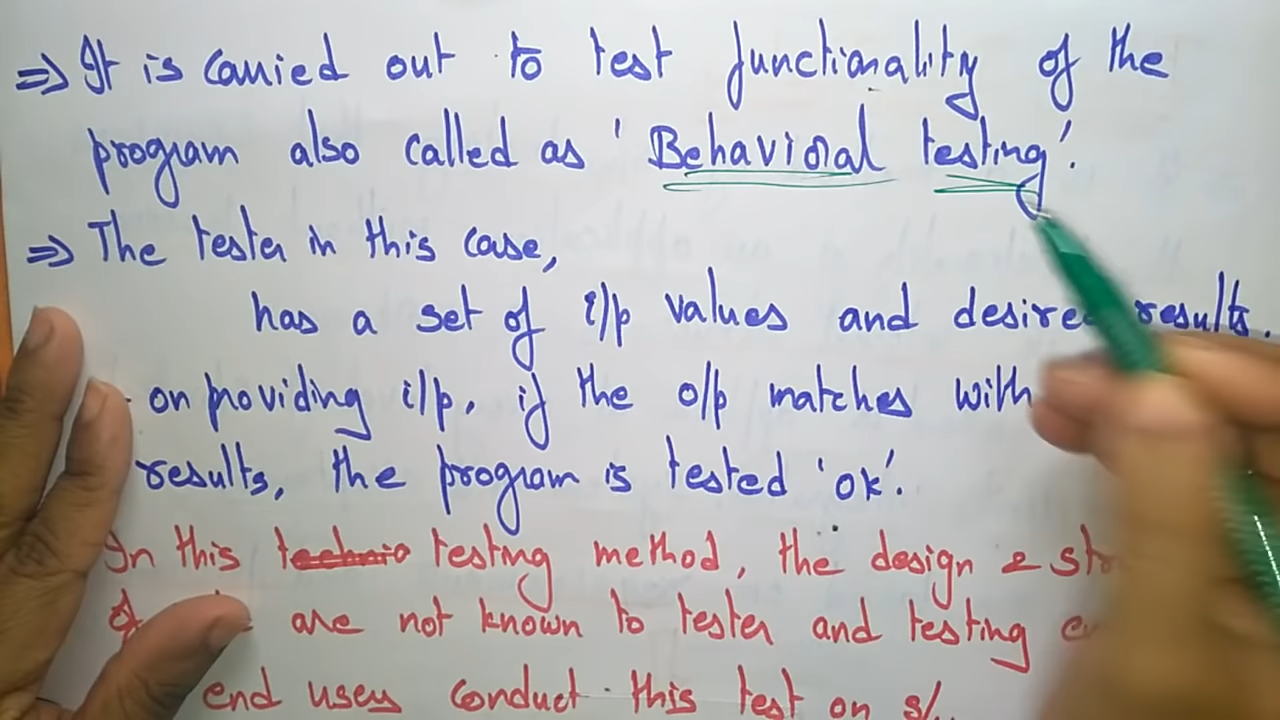 ⇒ It is carried out to test functionality of the
program also called as 'Behavioral testing'.
⇒ The tester in this case,
has a set of i/p values and desired results.
- on providing i/p, if the o/p matches with
results, the program is tested 'ok'.
In this testing method, the design &
are not known to tester and testing
end users conduct this test on